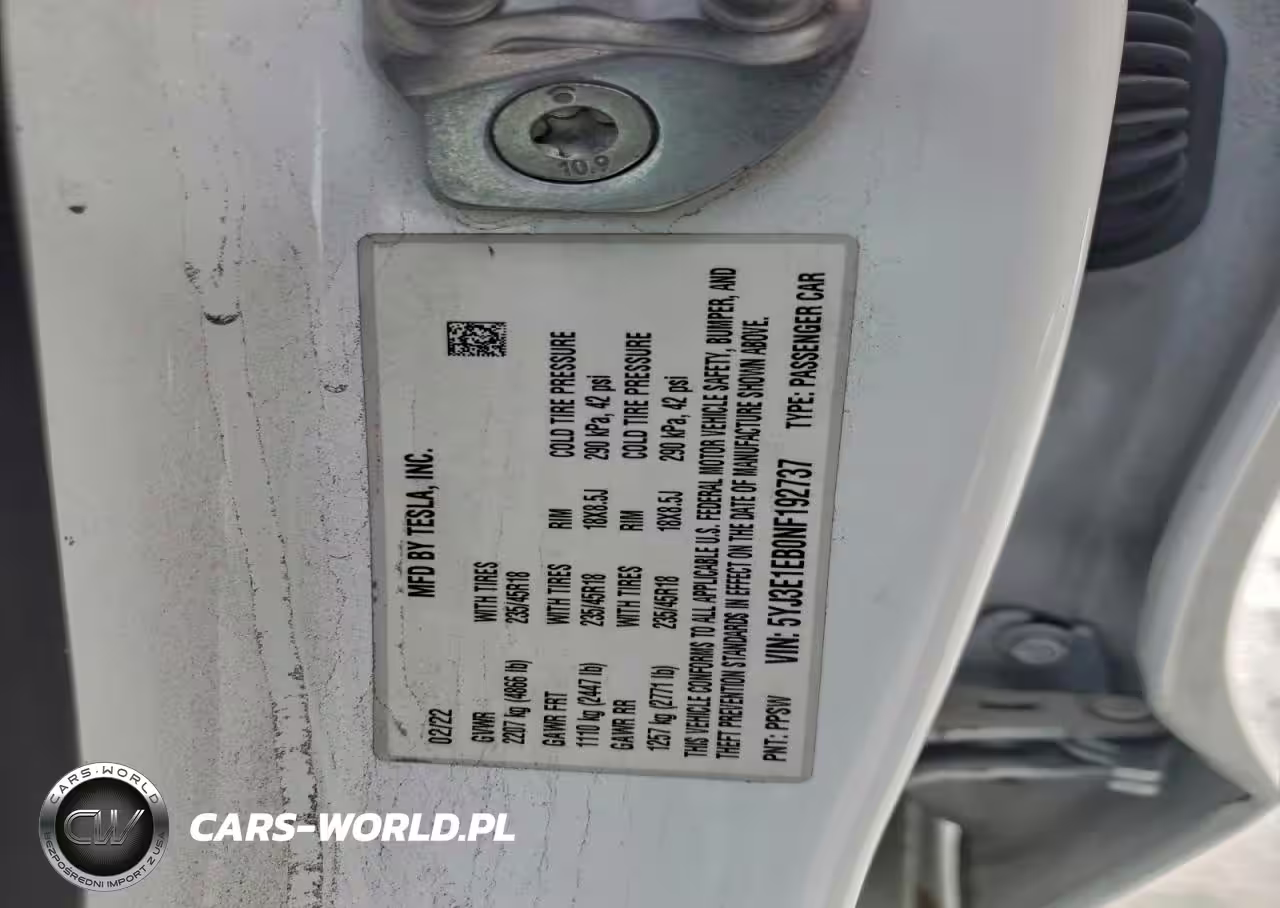 10.9
02/22 MFD BY TESLA, INC.
GVWR WITH TIRES
2207 kg (4866 lb) 235/45R18
GAWR FRT WITH TIRES RIM COLD TIRE PRESSURE
1110 kg (2447 lb) 235/45R18 18X8.5J 290 kPa, 42 psi
GAWR RR WITH TIRES RIM COLD TIRE PRESSURE
1257 kg (2771 lb) 235/45R18 18X8.5J 290 kPa, 42 psi
THIS VEHICLE CONFORMS TO ALL APPLICABLE U.S. FEDERAL MOTOR VEHICLE SAFETY, BUMPER, AND
THEFT PREVENTION STANDARDS IN EFFECT ON THE DATE OF MANUFACTURE SHOWN ABOVE.
PNT: PPSW VIN: 5YJ3E1EB0NF192737 TYPE: PASSENGER CAR
CARS-WORLD
CW
BEZPOŚREDNI IMPORT Z USA
CARS-WORLD.PL